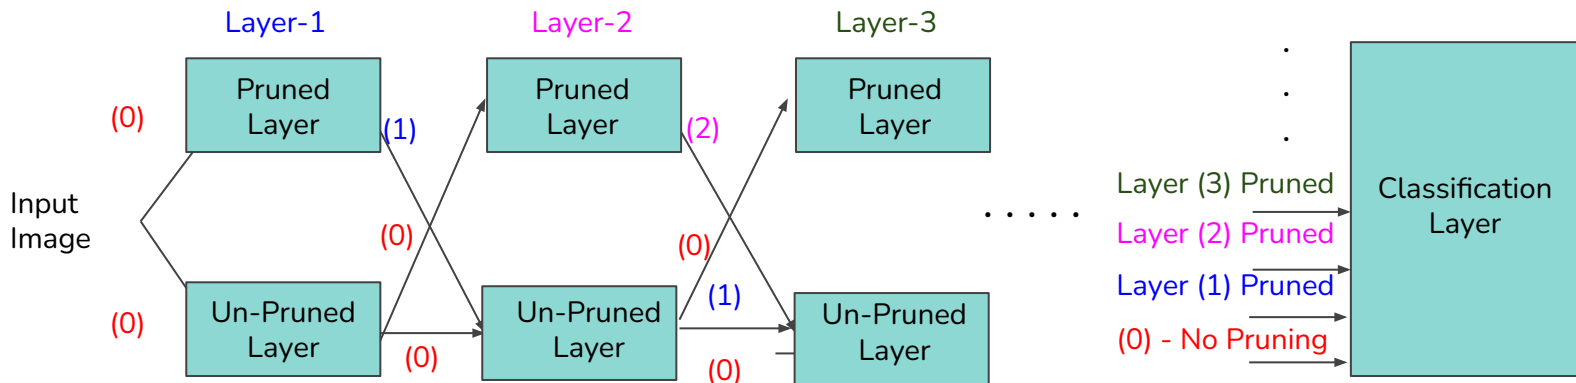 Layer-1
Layer-2
Layer-3
Pruned
Layer
Pruned
Layer
Pruned
Layer
(0)
(1)
(2)
Input
Image
(0)
(0)
Layer (3) Pruned
Layer (2) Pruned
Layer (1) Pruned
(0) - No Pruning
Classification
Layer
(0)
Un-Pruned
Layer
(0)
Un-Pruned
Layer
(1)
(0)
Un-Pruned
Layer